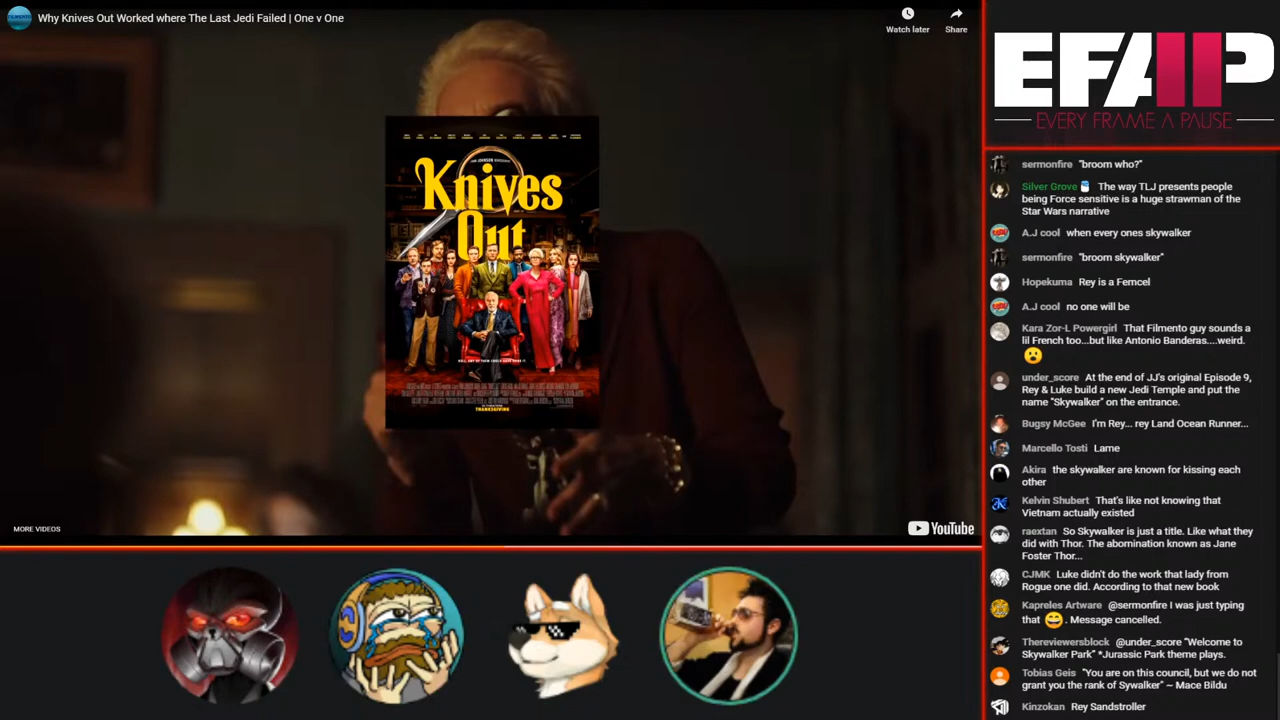 Why Knives Out Worked where The Last Jedi Failed | One v One
Watch later
Share
Knives
Out
HELL, ANY OF THEM COULD HAVE DONE IT.
THANKSGIVING
MORE VIDEOS
YouTube
EFAP
EVERY FRAME A PAUSE
sermonfire "broom who?"
Silver Grove The way TLJ presents people
being Force sensitive is a huge strawman of the
Star Wars narrative
A.J cool when every ones skywalker
sermonfire "broom skywalker"
Hopekuma Rey is a Femcel
A.J cool no one will be
Kara Zor-L Powergirl That Filmento guy sounds a
lil French too...but like Antonio Banderas....weird.
under_score At the end of JJ's original Episode 9,
Rey & Luke build a new Jedi Temple and put the
name "Skywalker" on the entrance.
Bugsy McGee I'm Rey... rey Land Ocean Runner...
Marcello Tosti Lame
Akira the skywalker are known for kissing each
other
Kelvin Shubert That's like not knowing that
Vietnam actually existed
raextan So Skywalker is just a title. Like what they
did with Thor. The abomination known as Jane
Foster Thor...
CJMK Luke didn't do the work that lady from
Rogue one did. According to that new book
Kapreles Artware @sermonfire I was just typing
that 😄. Message cancelled.
Thereviewersblock @under_score "Welcome to
Skywalker Park" *Jurassic Park theme plays.
Tobias Geis "You are on this council, but we do not
grant you the rank of Sywalker" ~ Mace Bildu
Kinzokan Rey Sandstroller